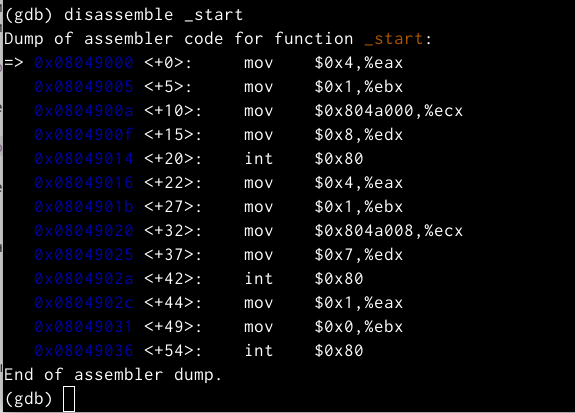 (gdb) disassemble _start
Dump of assembler code for function _start:
=> 0x08049000 <+0>:     mov    $0x4,%eax
   0x08049005 <+5>:     mov    $0x1,%ebx
   0x0804900a <+10>:    mov    $0x804a000,%ecx
   0x0804900f <+15>:    mov    $0x8,%edx
   0x08049014 <+20>:    int    $0x80
   0x08049016 <+22>:    mov    $0x4,%eax
   0x0804901b <+27>:    mov    $0x1,%ebx
   0x08049020 <+32>:    mov    $0x804a008,%ecx
   0x08049025 <+37>:    mov    $0x7,%edx
   0x0804902a <+42>:    int    $0x80
   0x0804902c <+44>:    mov    $0x1,%eax
   0x08049031 <+49>:    mov    $0x0,%ebx
   0x08049036 <+54>:    int    $0x80
End of assembler dump.
(gdb)